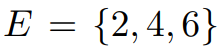 E = {2, 4, 6}